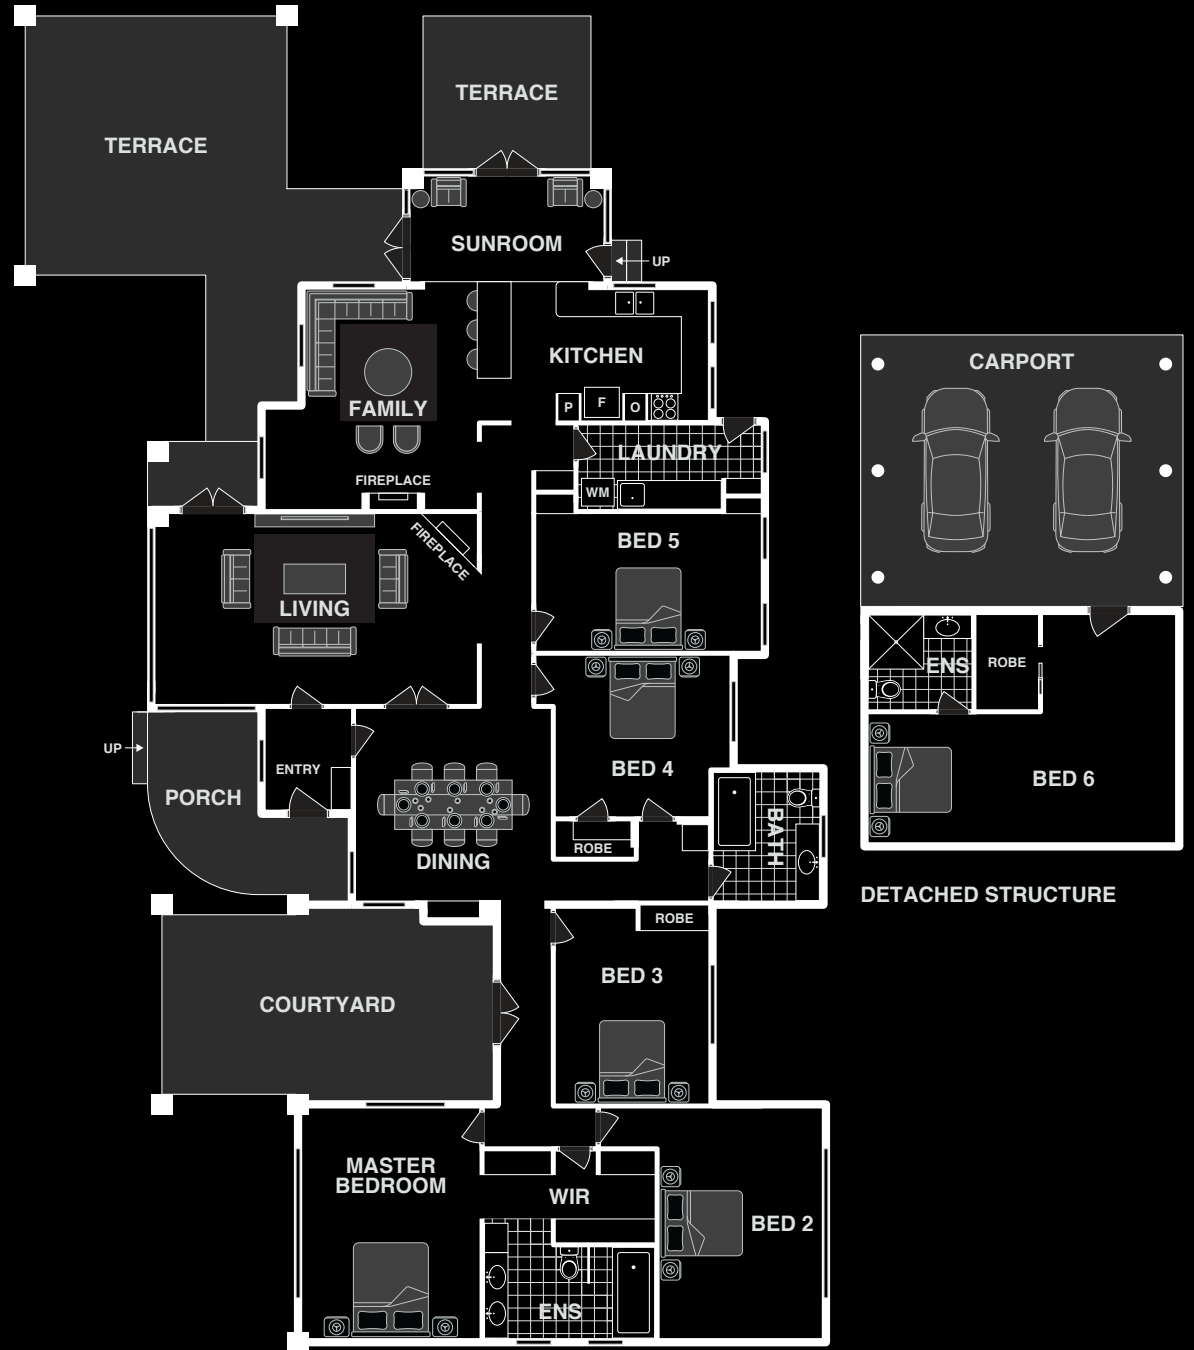 TERRACE
TERRACE
SUNROOM
UP
KITCHEN
CARPORT
FAMILY
P
F
O
LAUNDRY
FIREPLACE
WM
FIREPLACE
BED 5
LIVING
ENS
ROBE
UP
ENTRY
BED 4
BED 6
PORCH
BATH
ROBE
DINING
DETACHED STRUCTURE
ROBE
BED 3
COURTYARD
MASTER
BEDROOM
WIR
BED 2
ENS